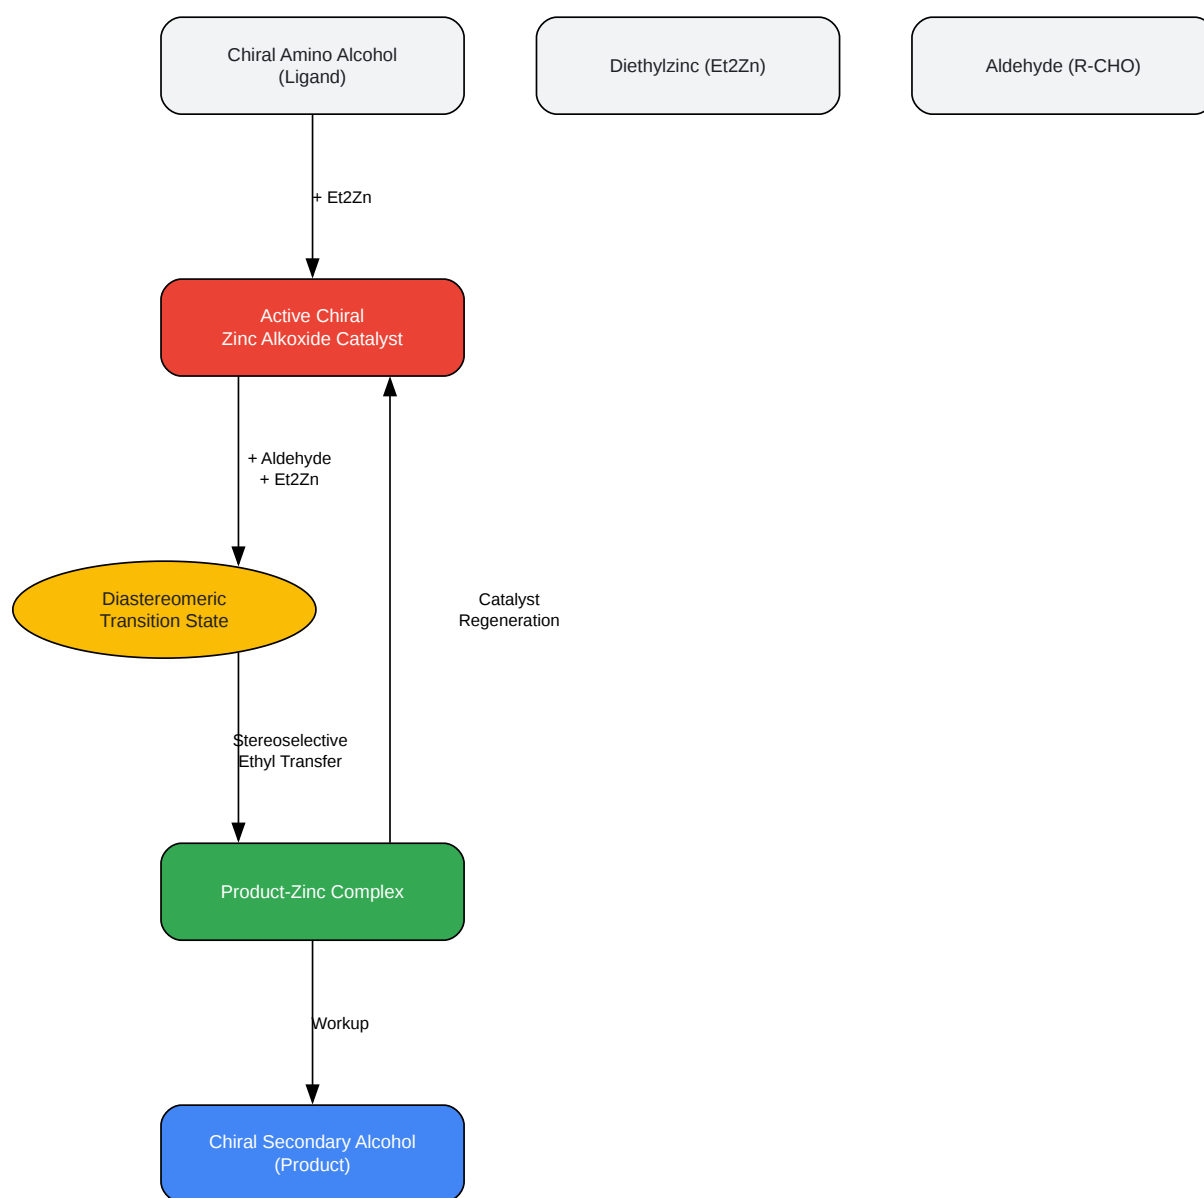 Chiral Amino Alcohol
(Ligand)
Diethylzinc (Et2Zn)
Aldehyde (R-CHO)
+ Et2Zn
Active Chiral
Zinc Alkoxide Catalyst
+ Aldehyde
+ Et2Zn
Diastereomeric
Transition State
Catalyst
Regeneration
Stereoselective
Ethyl Transfer
Product-Zinc Complex
Workup
Chiral Secondary Alcohol
(Product)